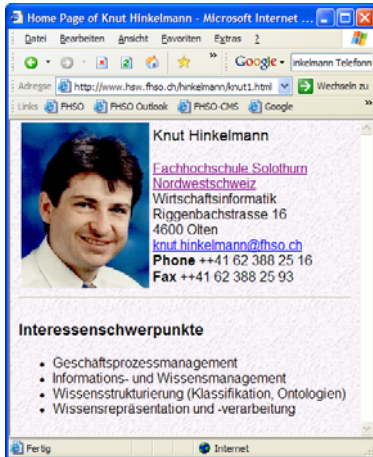 Home Page of Knut Hinkelmann - Microsoft Internet ...
Datei Bearbeiten Ansicht Favoriten Extras ?
Google inkelmann Telefonn
Adresse http://www.hsw.fhso.ch/hinkelmann/knut1.html Wechseln zu
Links FHSO FHSO Outlook FHSO-CMS Google
Knut Hinkelmann
Fachhochschule Solothurn
Nordwestschweiz
Wirtschaftsinformatik
Riggenbachstrasse 16
4600 Olten
knut.hinkelmann@fhso.ch
Phone ++41 62 388 25 16
Fax ++41 62 388 25 93
Interessenschwerpunkte
• Geschäftsprozessmanagement
• Informations- und Wissensmanagement
• Wissensstrukturierung (Klassifikation, Ontologien)
• Wissensrepräsentation und -verarbeitung
Fertig Internet